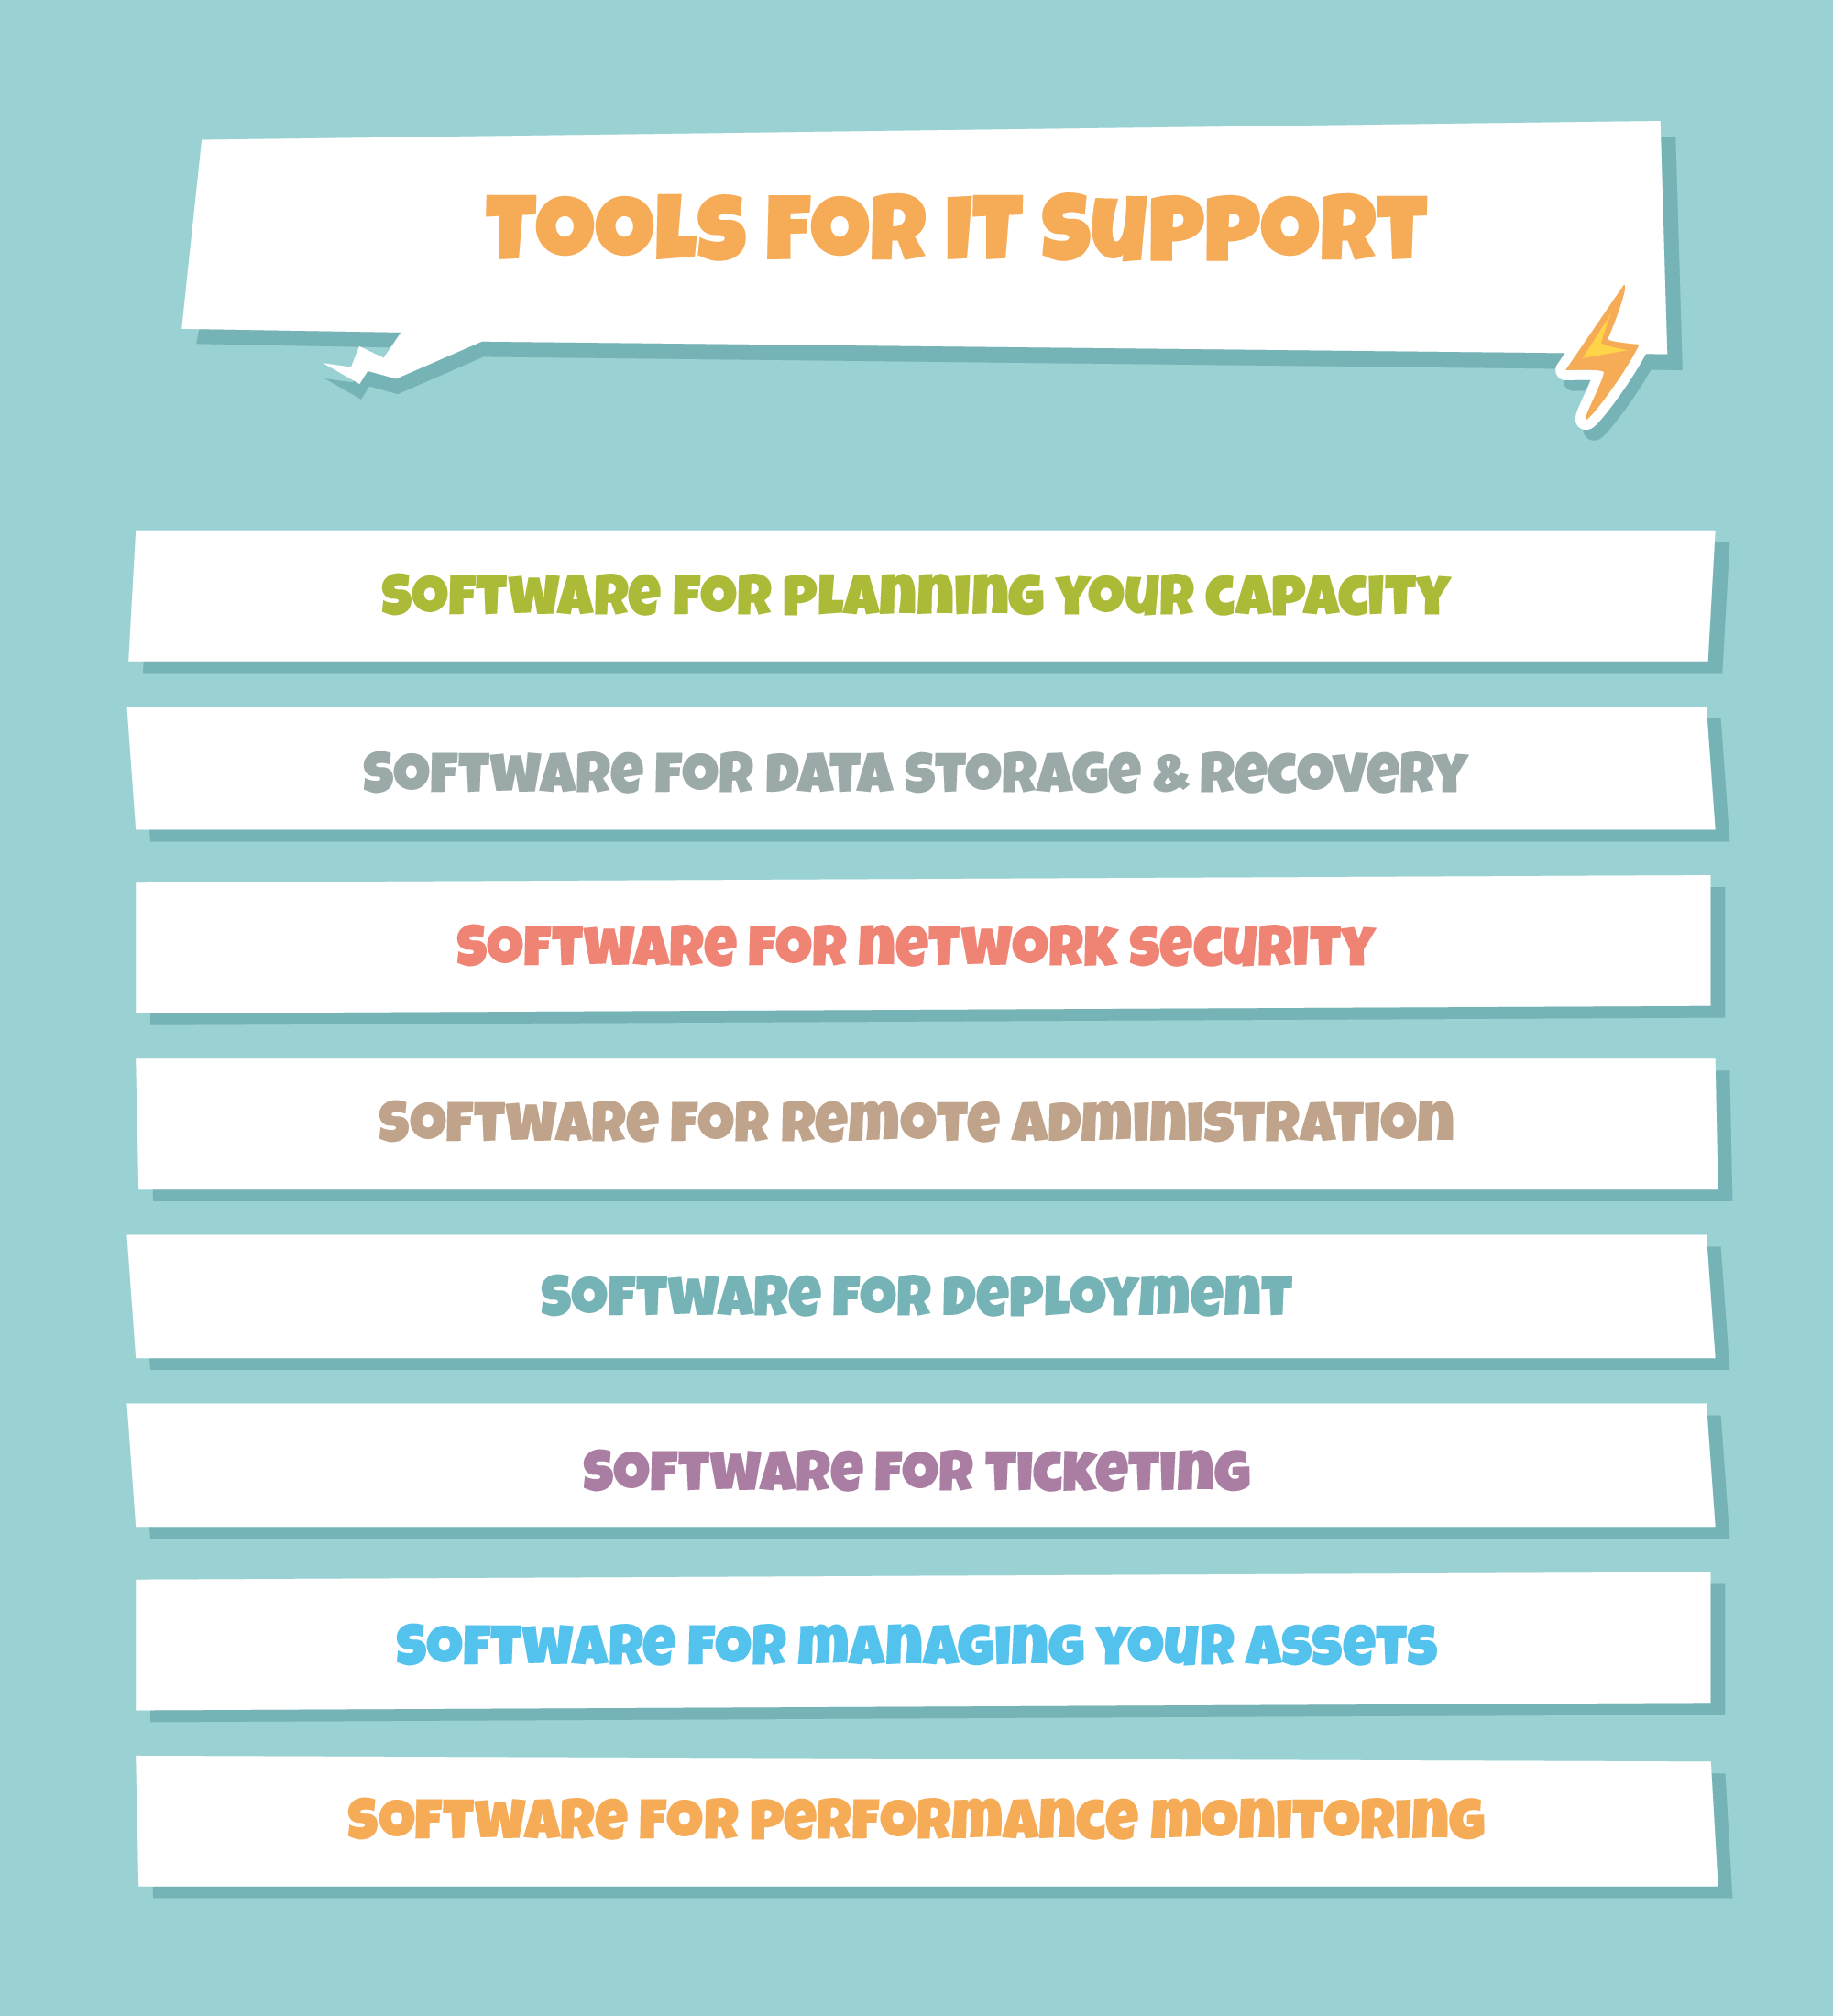 TOOLS FOR IT SUPPORT
SOFTWARE FOR PLANNING YOUR CAPACITY
SOFTWARE FOR DATA STORAGE & RECOVERY
SOFTWARE FOR NETWORK SECURITY
SOFTWARE FOR REMOTE ADMINISTRATION
SOFTWARE FOR DEPLOYMENT
SOFTWARE FOR TICKETING
SOFTWARE FOR MANAGING YOUR ASSETS
SOFTWARE FOR PERFORMANCE MONITORING